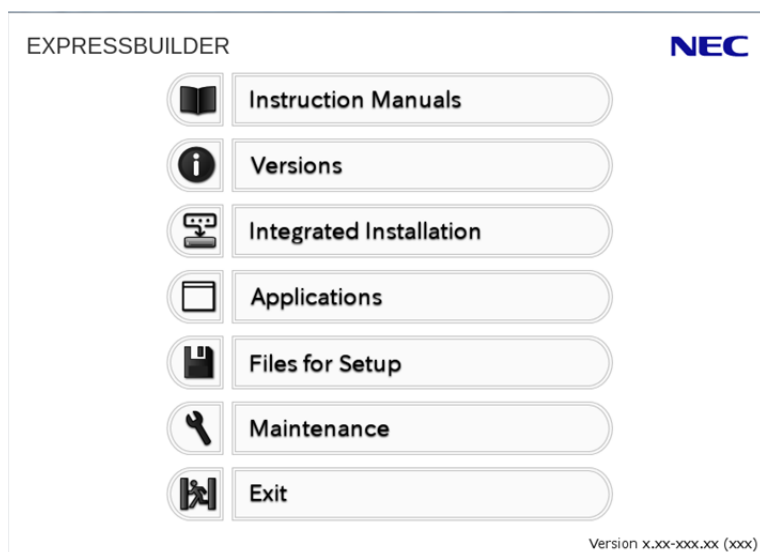 EXPRESSBUILDER
NEC
Instruction Manuals
Versions
Integrated Installation
Applications
Files for Setup
Maintenance
Exit
Version x.xx-xxx.xx (xxx)